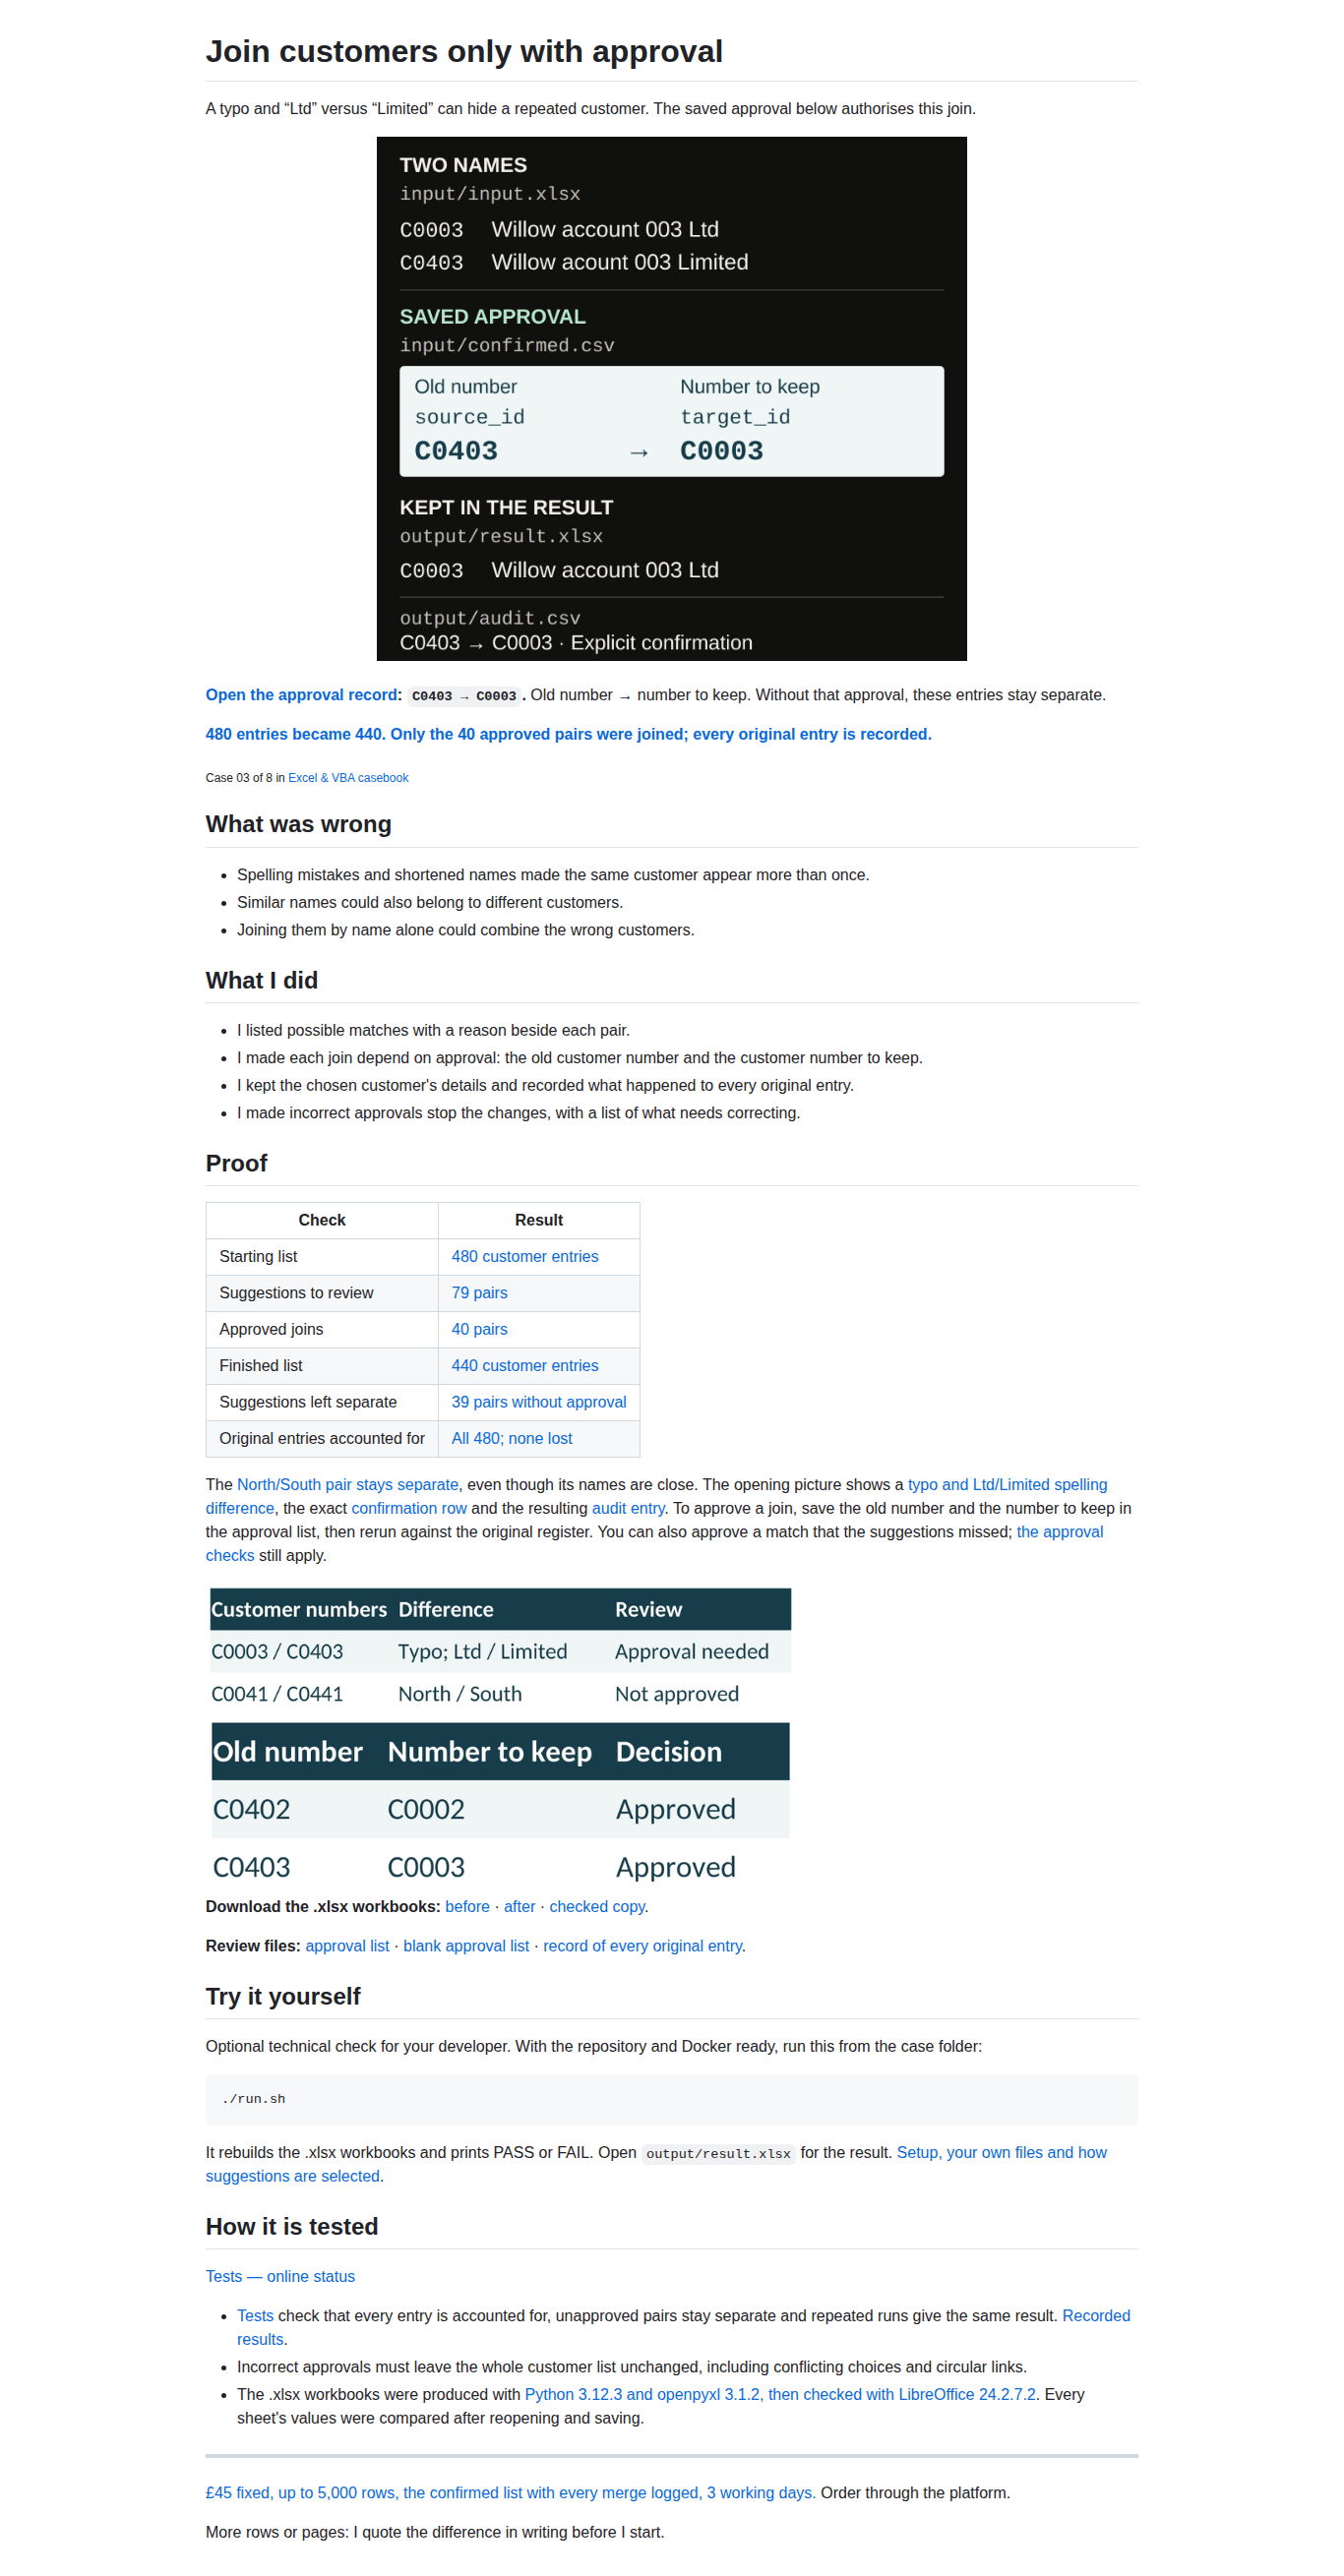 Join customers only with approval
A typo and “Ltd” versus “Limited” can hide a repeated customer. The saved approval below authorises this join.
TWO NAMES
input/input.xlsx
C0003 Willow account 003 Ltd
C0403 Willow acount 003 Limited
SAVED APPROVAL
input/confirmed.csv
Old number Number to keep
source_id target_id
C0403 → C0003
KEPT IN THE RESULT
output/result.xlsx
C0003 Willow account 003 Ltd
output/audit.csv
C0403 → C0003 · Explicit confirmation
Open the approval record: C0403 → C0003. Old number → number to keep. Without that approval, these entries stay separate.
480 entries became 440. Only the 40 approved pairs were joined; every original entry is recorded.
Case 03 of 8 in Excel & VBA casebook
What was wrong
• Spelling mistakes and shortened names made the same customer appear more than once.
• Similar names could also belong to different customers.
• Joining them by name alone could combine the wrong customers.
What I did
• I listed possible matches with a reason beside each pair.
• I made each join depend on approval: the old customer number and the customer number to keep.
• I kept the chosen customer's details and recorded what happened to every original entry.
• I made incorrect approvals stop the changes, with a list of what needs correcting.
Proof
Check Result
Starting list 480 customer entries
Suggestions to review 79 pairs
Approved joins 40 pairs
Finished list 440 customer entries
Suggestions left separate 39 pairs without approval
Original entries accounted for All 480; none lost
The North/South pair stays separate, even though its names are close. The opening picture shows a typo and Ltd/Limited spelling
difference, the exact confirmation row and the resulting audit entry. To approve a join, save the old number and the number to keep in
the approval list, then rerun against the original register. You can also approve a match that the suggestions missed; the approval
checks still apply.
Customer numbers Difference Review
C0003 / C0403 Typo; Ltd / Limited Approval needed
C0041 / C0441 North / South Not approved
Old number Number to keep Decision
C0402 C0002 Approved
C0403 C0003 Approved
Download the .xlsx workbooks: before · after · checked copy.
Review files: approval list · blank approval list · record of every original entry.
Try it yourself
Optional technical check for your developer. With the repository and Docker ready, run this from the case folder:
./run.sh
It rebuilds the .xlsx workbooks and prints PASS or FAIL. Open output/result.xlsx for the result. Setup, your own files and how
suggestions are selected.
How it is tested
Tests — online status
• Tests check that every entry is accounted for, unapproved pairs stay separate and repeated runs give the same result. Recorded
results.
• Incorrect approvals must leave the whole customer list unchanged, including conflicting choices and circular links.
• The .xlsx workbooks were produced with Python 3.12.3 and openpyxl 3.1.2, then checked with LibreOffice 24.2.7.2. Every
sheet's values were compared after reopening and saving.
£45 fixed, up to 5,000 rows, the confirmed list with every merge logged, 3 working days. Order through the platform.
More rows or pages: I quote the difference in writing before I start.